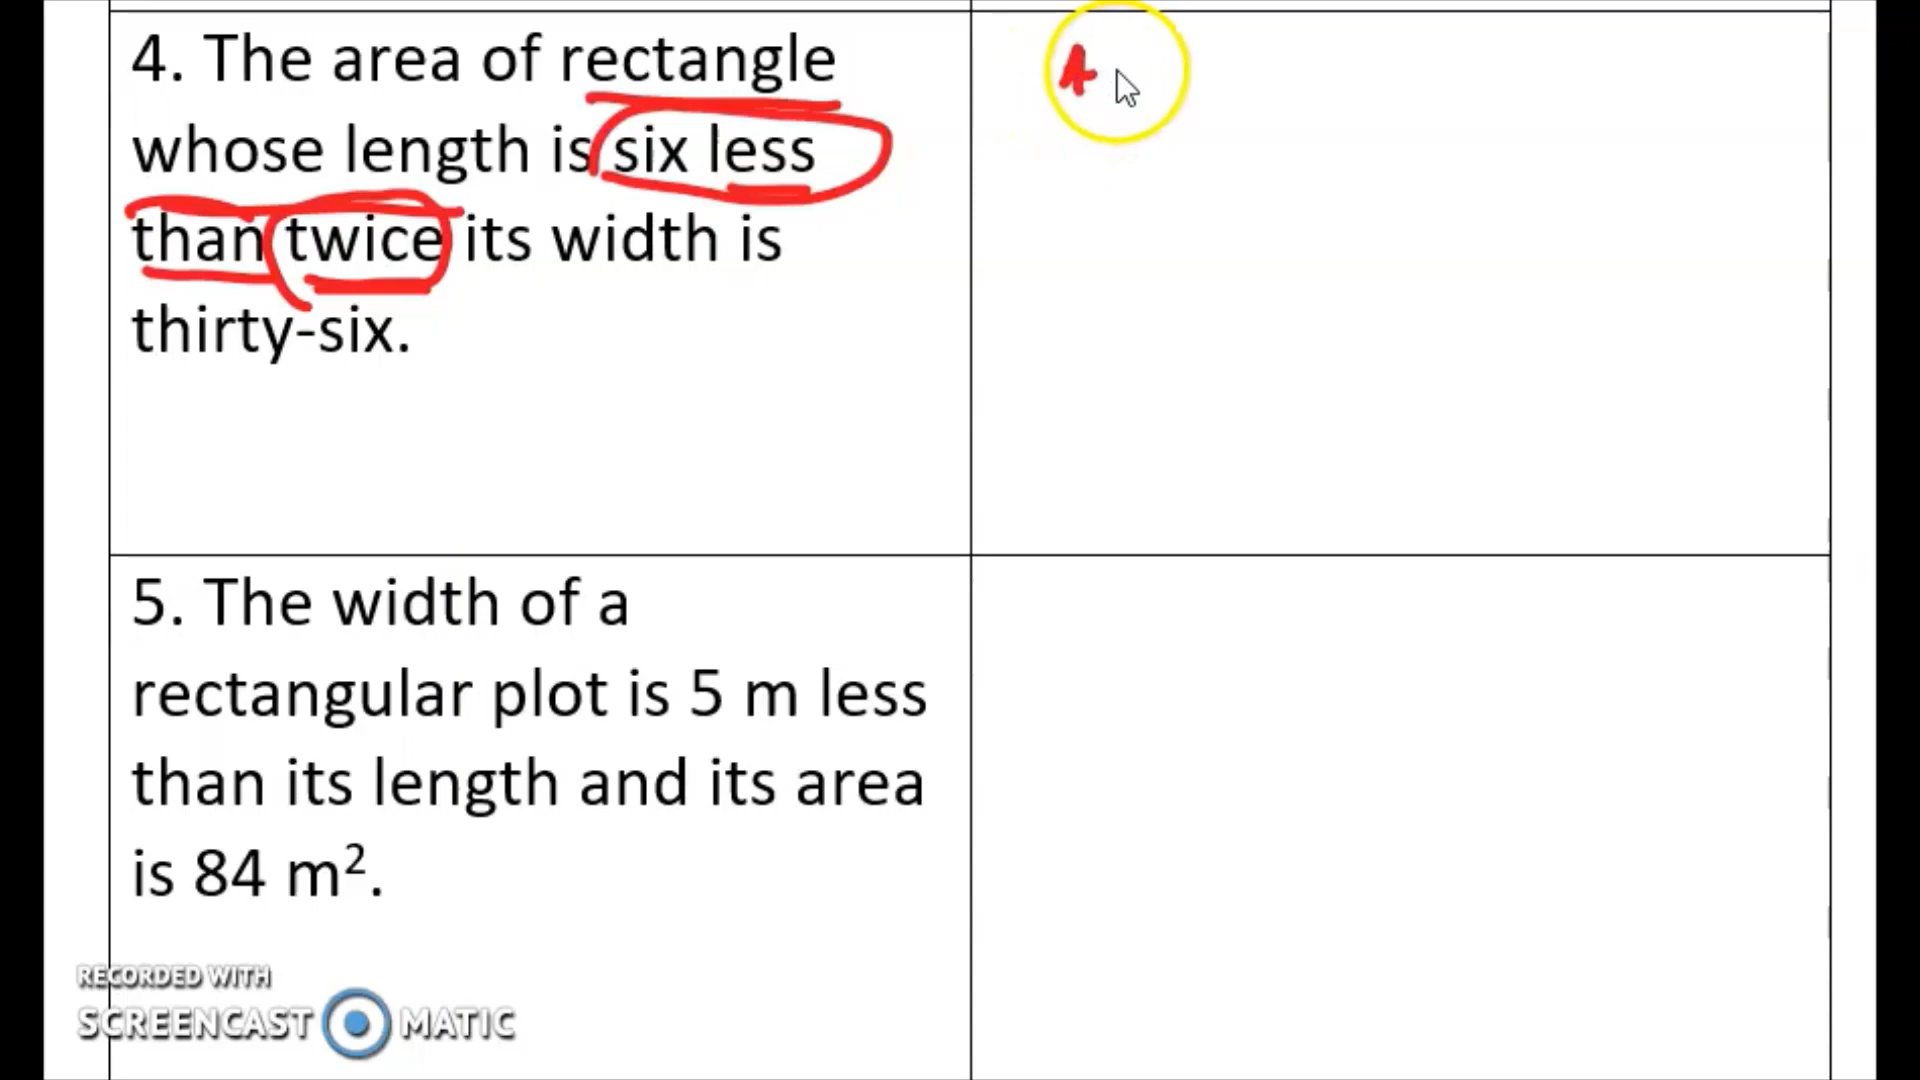 4. The area of rectangle
whose length is six less
than twice its width is
thirty-six.
A
5. The width of a
rectangular plot is 5 m less
than its length and its area
is 84 m².
RECORDED WITH
SCREENCAST MATIC